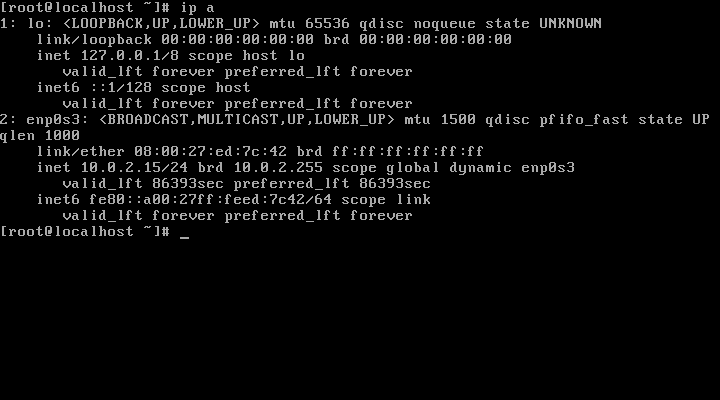 [root@localhost ~]# ip a
1: lo: <LOOPBACK,UP,LOWER_UP> mtu 65536 qdisc noqueue state UNKNOWN
    link/loopback 00:00:00:00:00:00 brd 00:00:00:00:00:00
    inet 127.0.0.1/8 scope host lo
       valid_lft forever preferred_lft forever
    inet6 ::1/128 scope host
       valid_lft forever preferred_lft forever
2: enp0s3: <BROADCAST,MULTICAST,UP,LOWER_UP> mtu 1500 qdisc pfifo_fast state UP
qlen 1000
    link/ether 08:00:27:ed:7c:42 brd ff:ff:ff:ff:ff:ff
    inet 10.0.2.15/24 brd 10.0.2.255 scope global dynamic enp0s3
       valid_lft 86393sec preferred_lft 86393sec
    inet6 fe80::a00:27ff:feed:7c42/64 scope link
       valid_lft forever preferred_lft forever
[root@localhost ~]# _